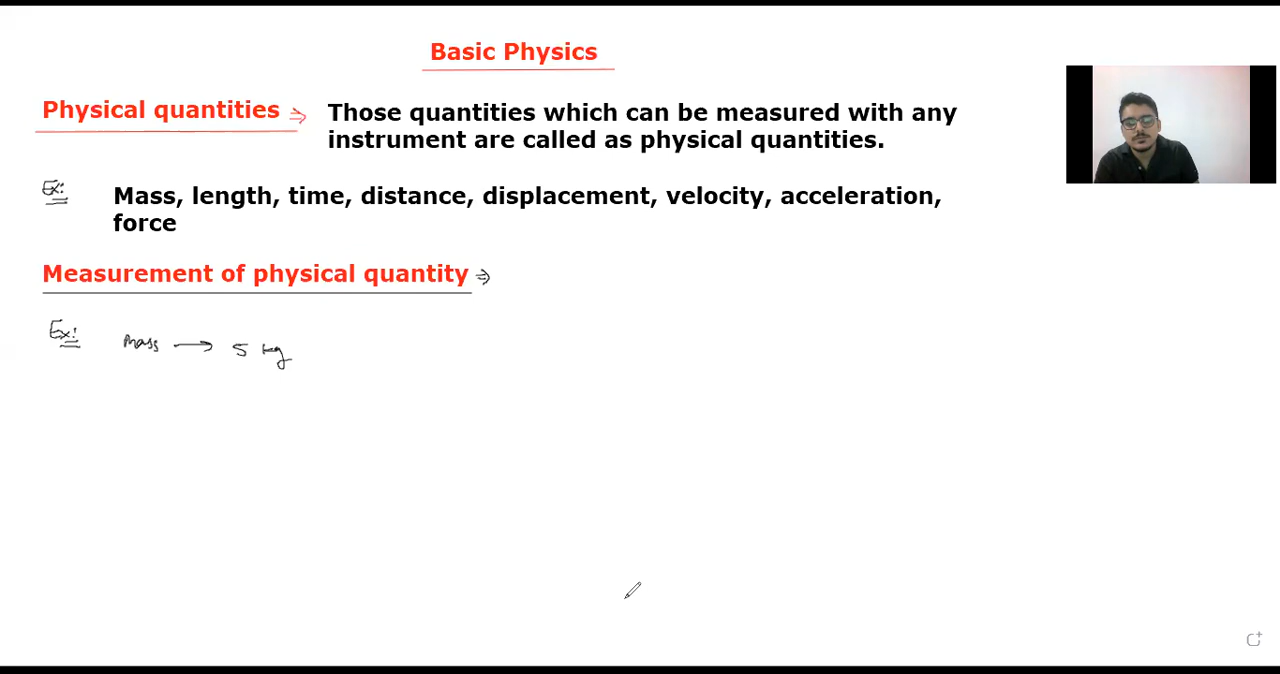 Basic Physics
Physical quantities ⇒ Those quantities which can be measured with any
instrument are called as physical quantities.
Ex:
Mass, length, time, distance, displacement, velocity, acceleration,
force
Measurement of physical quantity ⇒
Ex: Mass → 5 kg